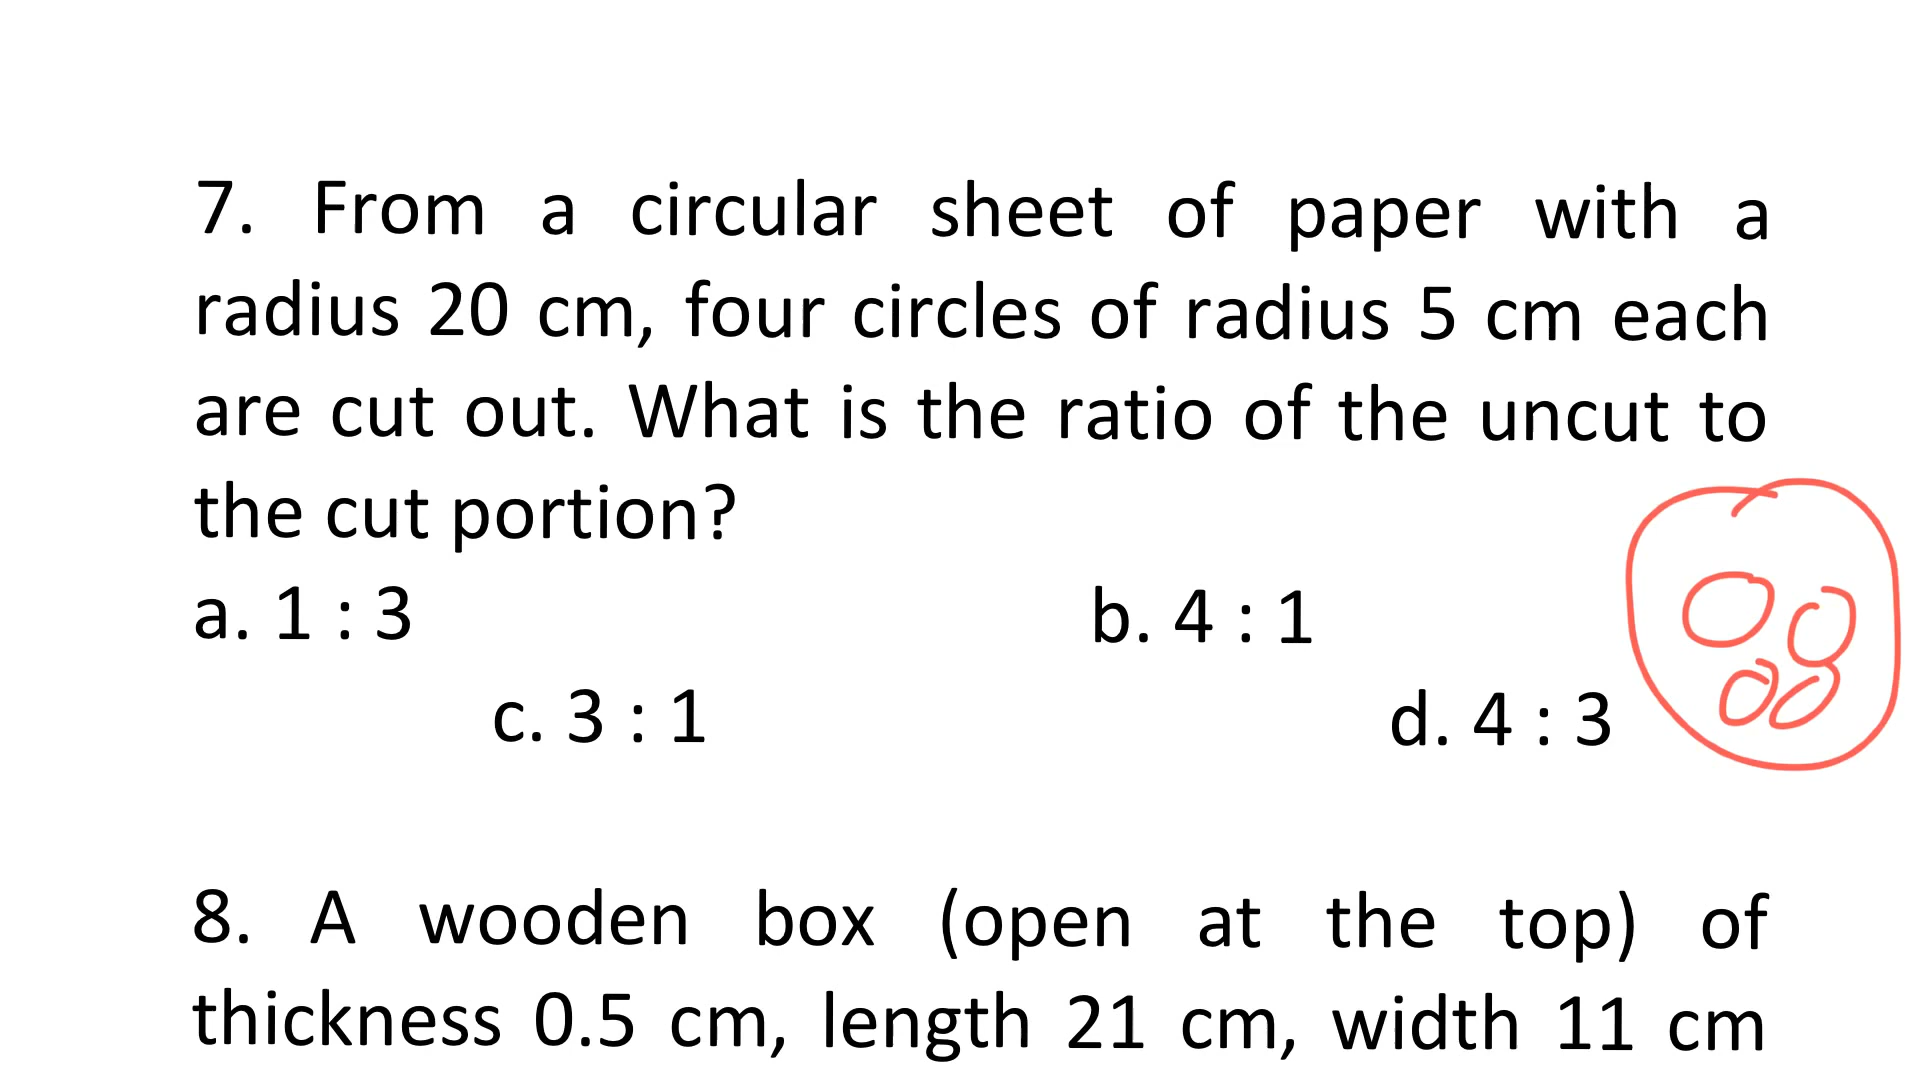 7. From a circular sheet of paper with a
radius 20 cm, four circles of radius 5 cm each
are cut out. What is the ratio of the uncut to
the cut portion?
a. 1 : 3 b. 4 : 1
c. 3 : 1 d. 4 : 3
8. A wooden box (open at the top) of
thickness 0.5 cm, length 21 cm, width 11 cm